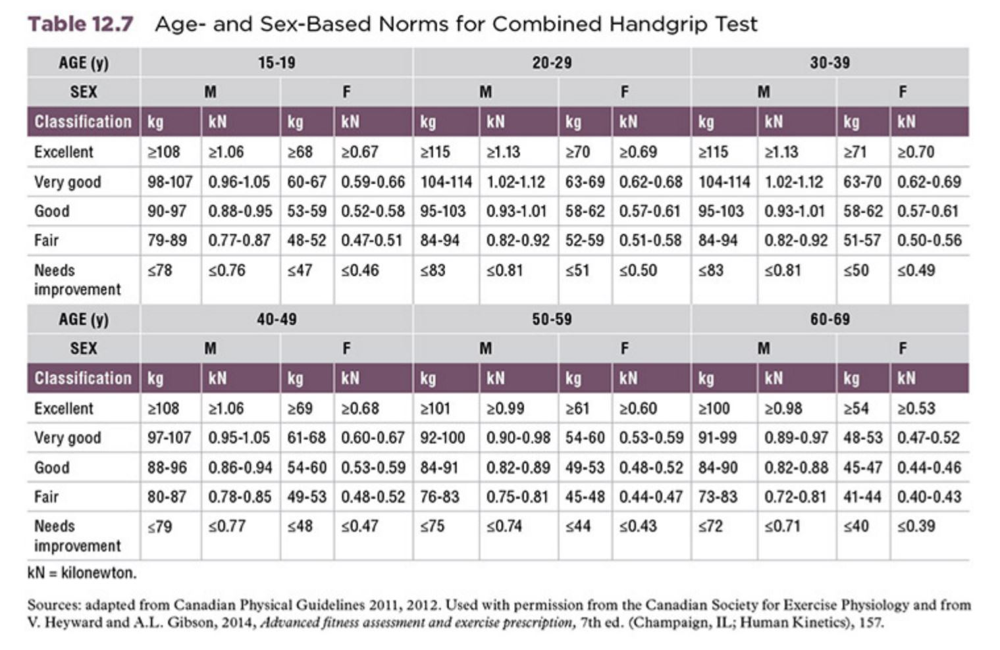 Table 12.7 Age- and Sex-Based Norms for Combined Handgrip Test
AGE (y) 15-19 20-29 30-39
SEX M F M F M F
Classification kg kN kg kN kg kN kg kN kg kN kg kN
Excellent ≥108 ≥1.06 ≥68 ≥0.67 ≥115 ≥1.13 ≥70 ≥0.69 ≥115 ≥1.13 ≥71 ≥0.70
Very good 98-107 0.96-1.05 60-67 0.59-0.66 104-114 1.02-1.12 63-69 0.62-0.68 104-114 1.02-1.12 63-70 0.62-0.69
Good 90-97 0.88-0.95 53-59 0.52-0.58 95-103 0.93-1.01 58-62 0.57-0.61 95-103 0.93-1.01 58-62 0.57-0.61
Fair 79-89 0.77-0.87 48-52 0.47-0.51 84-94 0.82-0.92 52-59 0.51-0.58 84-94 0.82-0.92 51-57 0.50-0.56
Needs improvement ≤78 ≤0.76 ≤47 ≤0.46 ≤83 ≤0.81 ≤51 ≤0.50 ≤83 ≤0.81 ≤50 ≤0.49
AGE (y) 40-49 50-59 60-69
SEX M F M F M F
Classification kg kN kg kN kg kN kg kN kg kN kg kN
Excellent ≥108 ≥1.06 ≥69 ≥0.68 ≥101 ≥0.99 ≥61 ≥0.60 ≥100 ≥0.98 ≥54 ≥0.53
Very good 97-107 0.95-1.05 61-68 0.60-0.67 92-100 0.90-0.98 54-60 0.53-0.59 91-99 0.89-0.97 48-53 0.47-0.52
Good 88-96 0.86-0.94 54-60 0.53-0.59 84-91 0.82-0.89 49-53 0.48-0.52 84-90 0.82-0.88 45-47 0.44-0.46
Fair 80-87 0.78-0.85 49-53 0.48-0.52 76-83 0.75-0.81 45-48 0.44-0.47 73-83 0.72-0.81 41-44 0.40-0.43
Needs improvement ≤79 ≤0.77 ≤48 ≤0.47 ≤75 ≤0.74 ≤44 ≤0.43 ≤72 ≤0.71 ≤40 ≤0.39
kN = kilonewton.
Sources: adapted from Canadian Physical Guidelines 2011, 2012. Used with permission from the Canadian Society for Exercise Physiology and from
V. Heyward and A.L. Gibson, 2014, Advanced fitness assessment and exercise prescription, 7th ed. (Champaign, IL; Human Kinetics), 157.